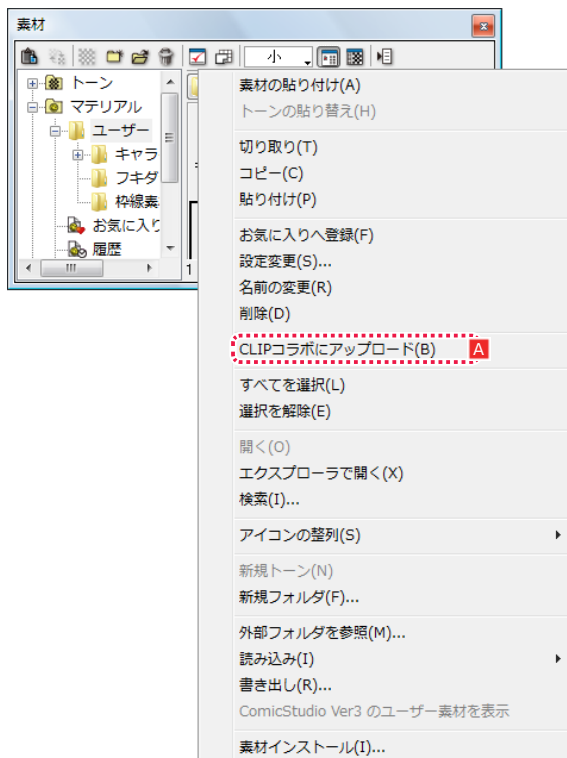 素材
小
トーン
マテリアル
ユーザー
キャラ
フキダ
枠線素
お気に入り
履歴
1
素材の貼り付け(A)
トーンの貼り替え(H)
切り取り(T)
コピー(C)
貼り付け(P)
お気に入りへ登録(F)
設定変更(S)...
名前の変更(R)
削除(D)
CLIPコラボにアップロード(B) A
すべてを選択(L)
選択を解除(E)
開く(O)
エクスプローラで開く(X)
検索(I)...
アイコンの整列(S)
新規トーン(N)
新規フォルダ(F)...
外部フォルダを参照(M)...
読み込み(I)
書き出し(R)...
ComicStudio Ver3 のユーザー素材を表示
素材インストール(I)...